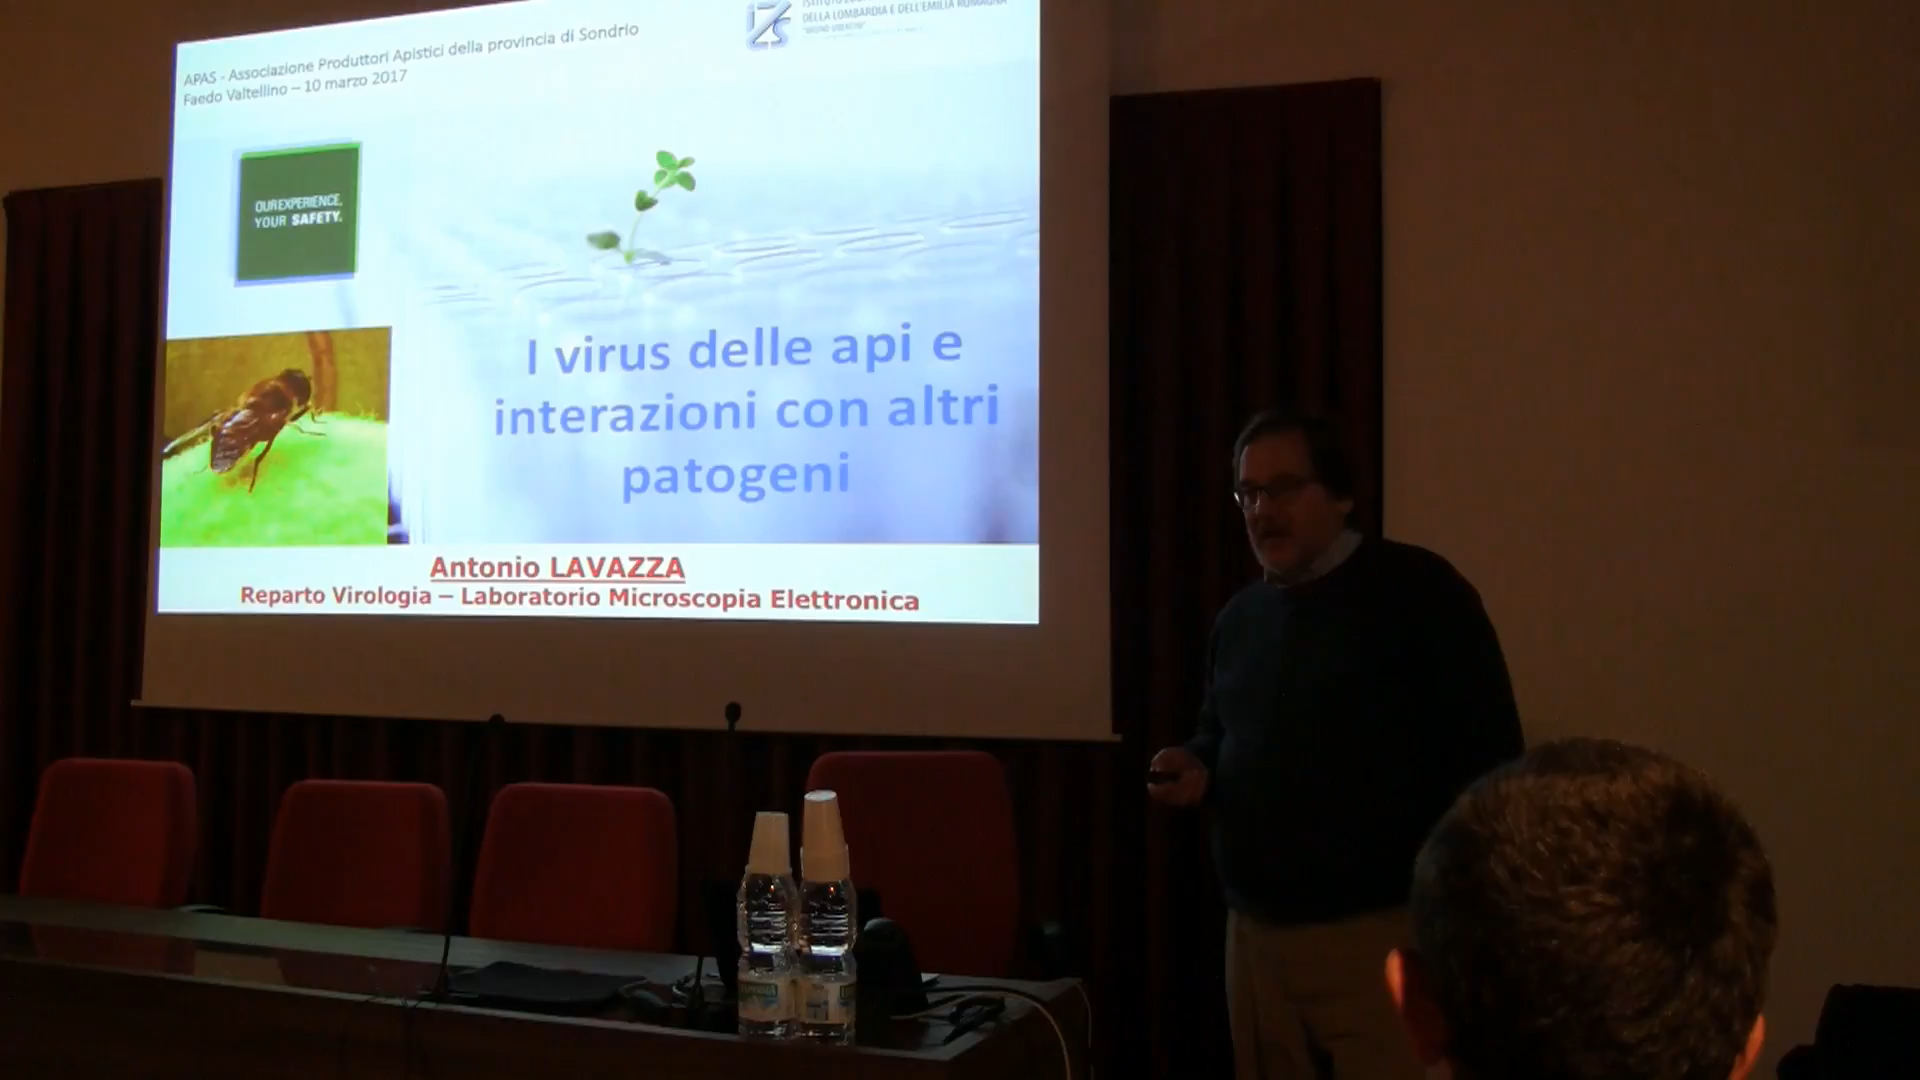 APAS - Associazione Produttori Apistici della provincia di Sondrio
Faedo Valtellino – 10 marzo 2017
DELLA LOMBARDIA E DELL'EMILIA ROMAGNA
OUR EXPERIENCE,
YOUR SAFETY.
I virus delle api e
interazioni con altri
patogeni
Antonio LAVAZZA
Reparto Virologia – Laboratorio Microscopia Elettronica